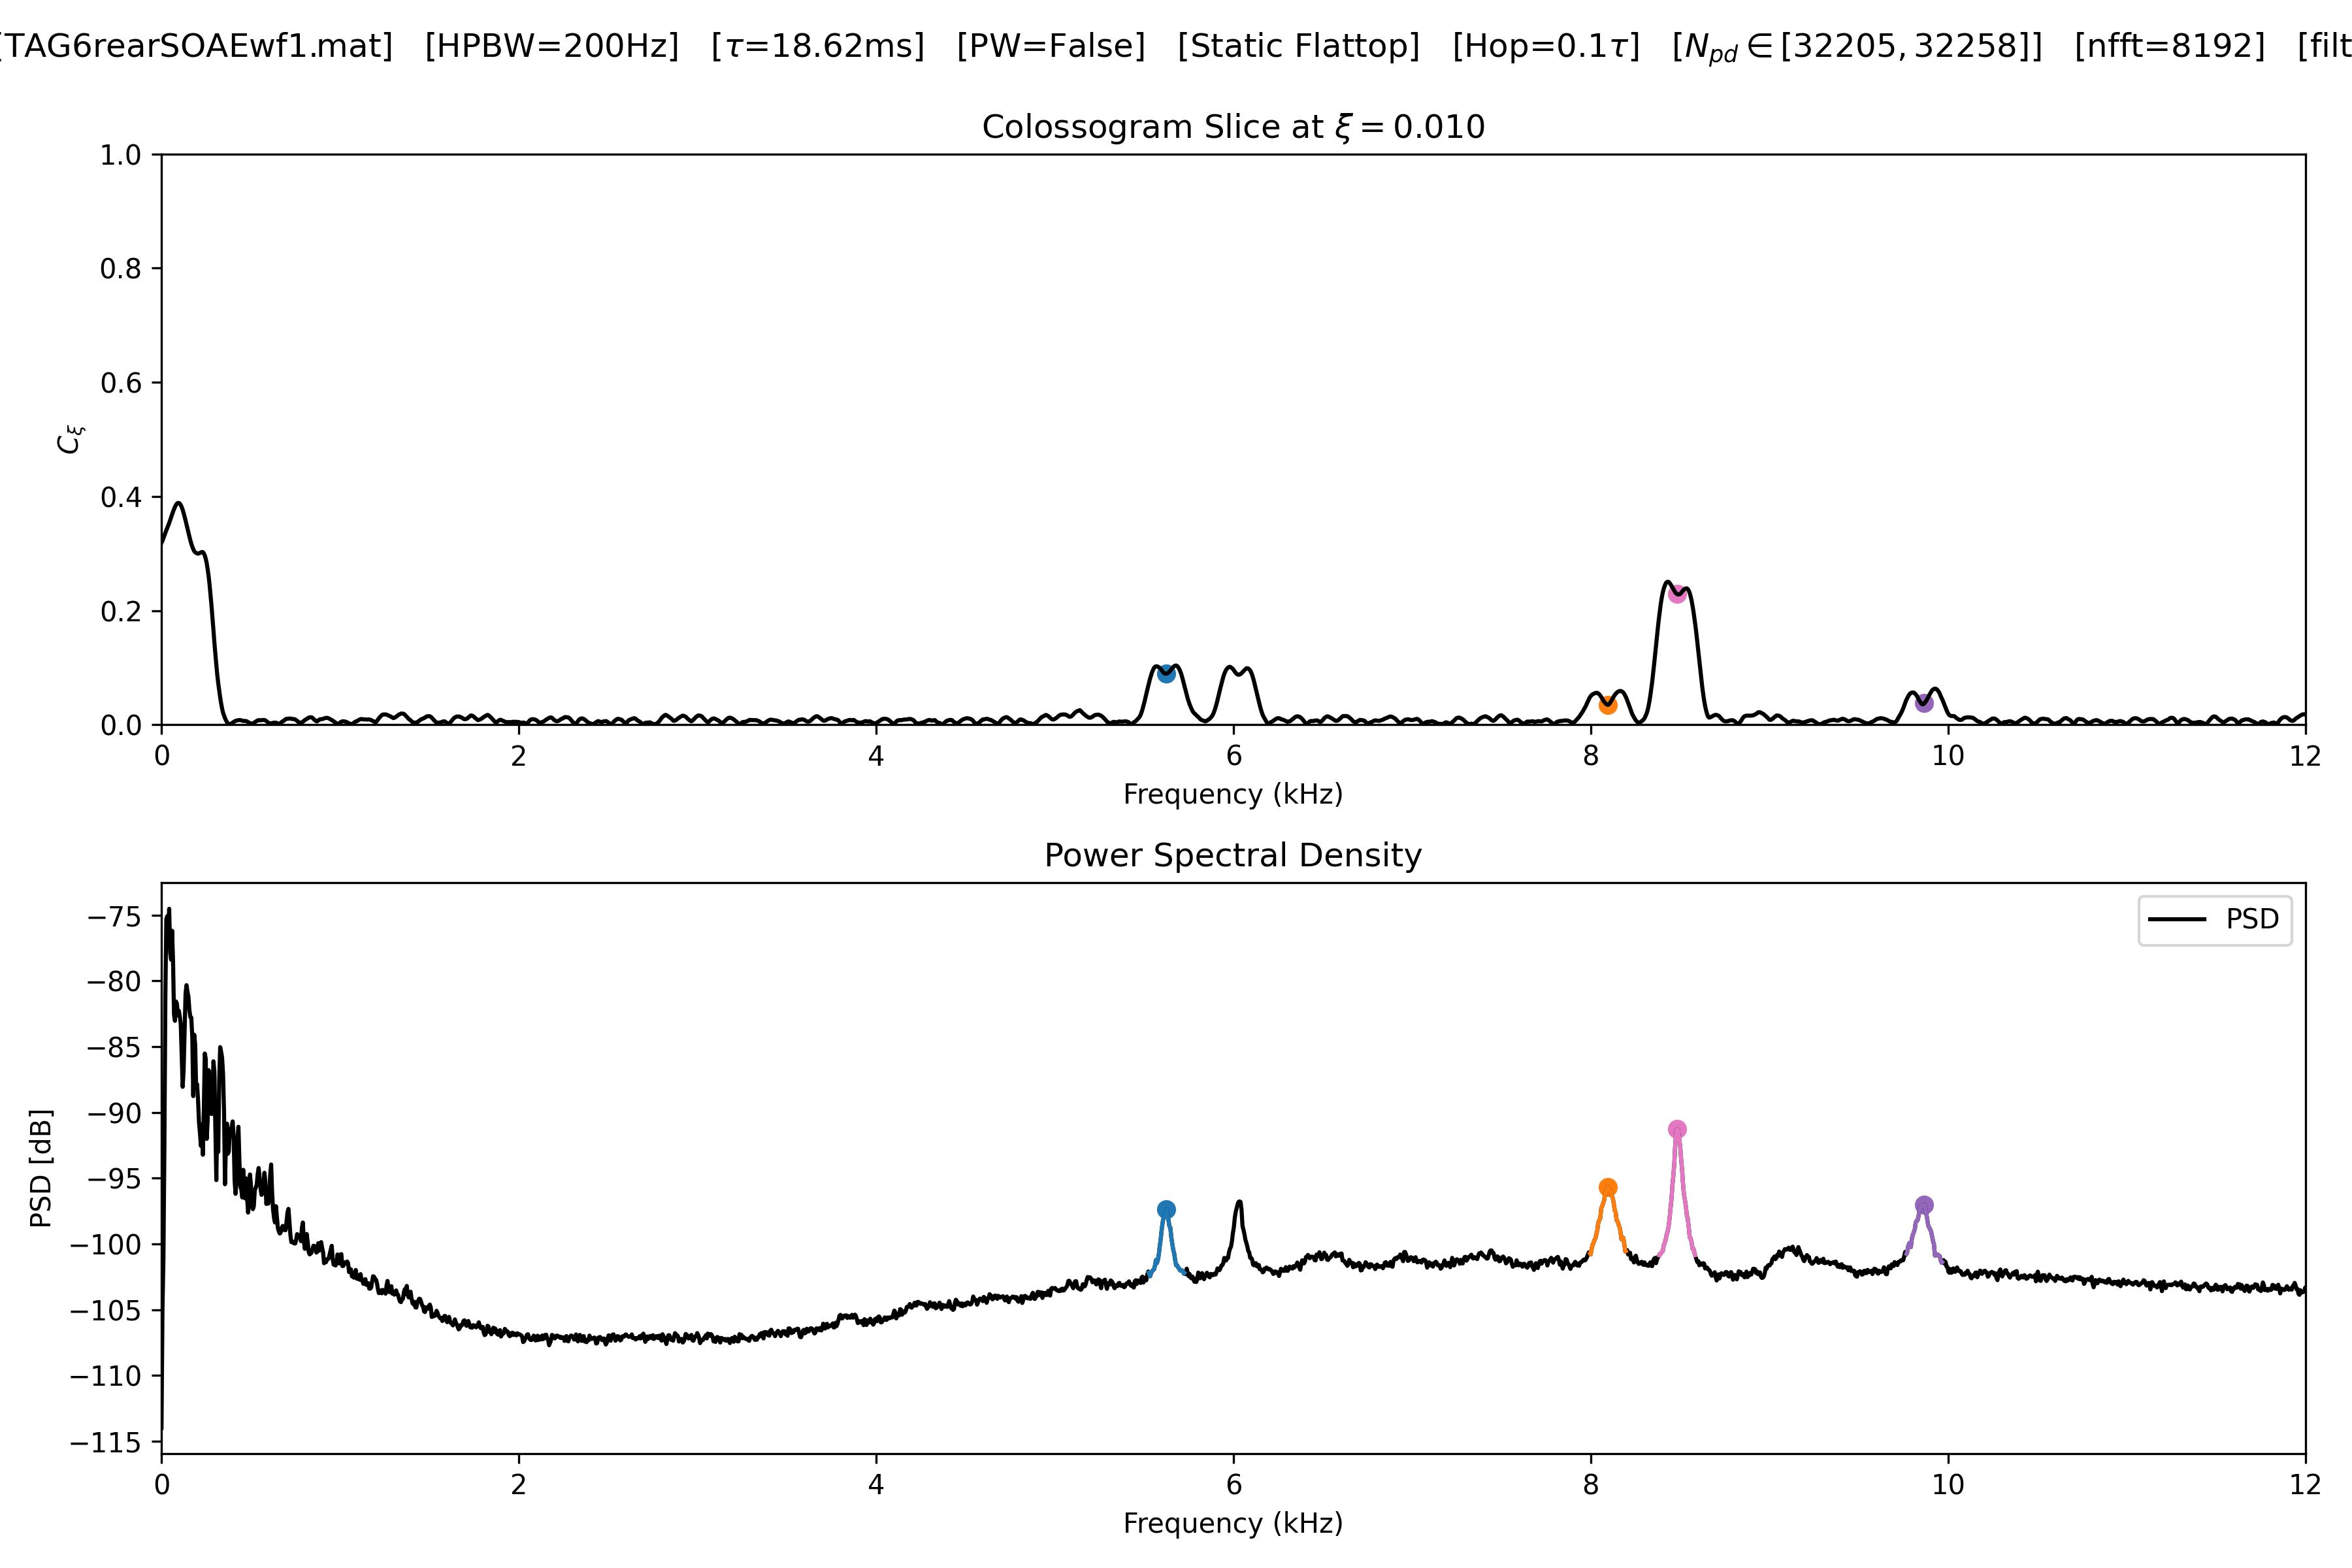 [TAG6rearSOAEwf1.mat] [HPBW=200Hz] [τ=18.62ms] [PW=False] [Static Flattop] [Hop=0.1τ] [N_pd ∈ [32205, 32258]] [nfft=8192] [filt
Colossogram Slice at ξ = 0.010
1.0
0.8
0.6
0.4
0.2
0.0
C_ξ
0 2 4 6 8 10 12
Frequency (kHz)
Power Spectral Density
PSD
−75
−80
−85
−90
−95
−100
−105
−110
−115
PSD [dB]
0 2 4 6 8 10 12
Frequency (kHz)